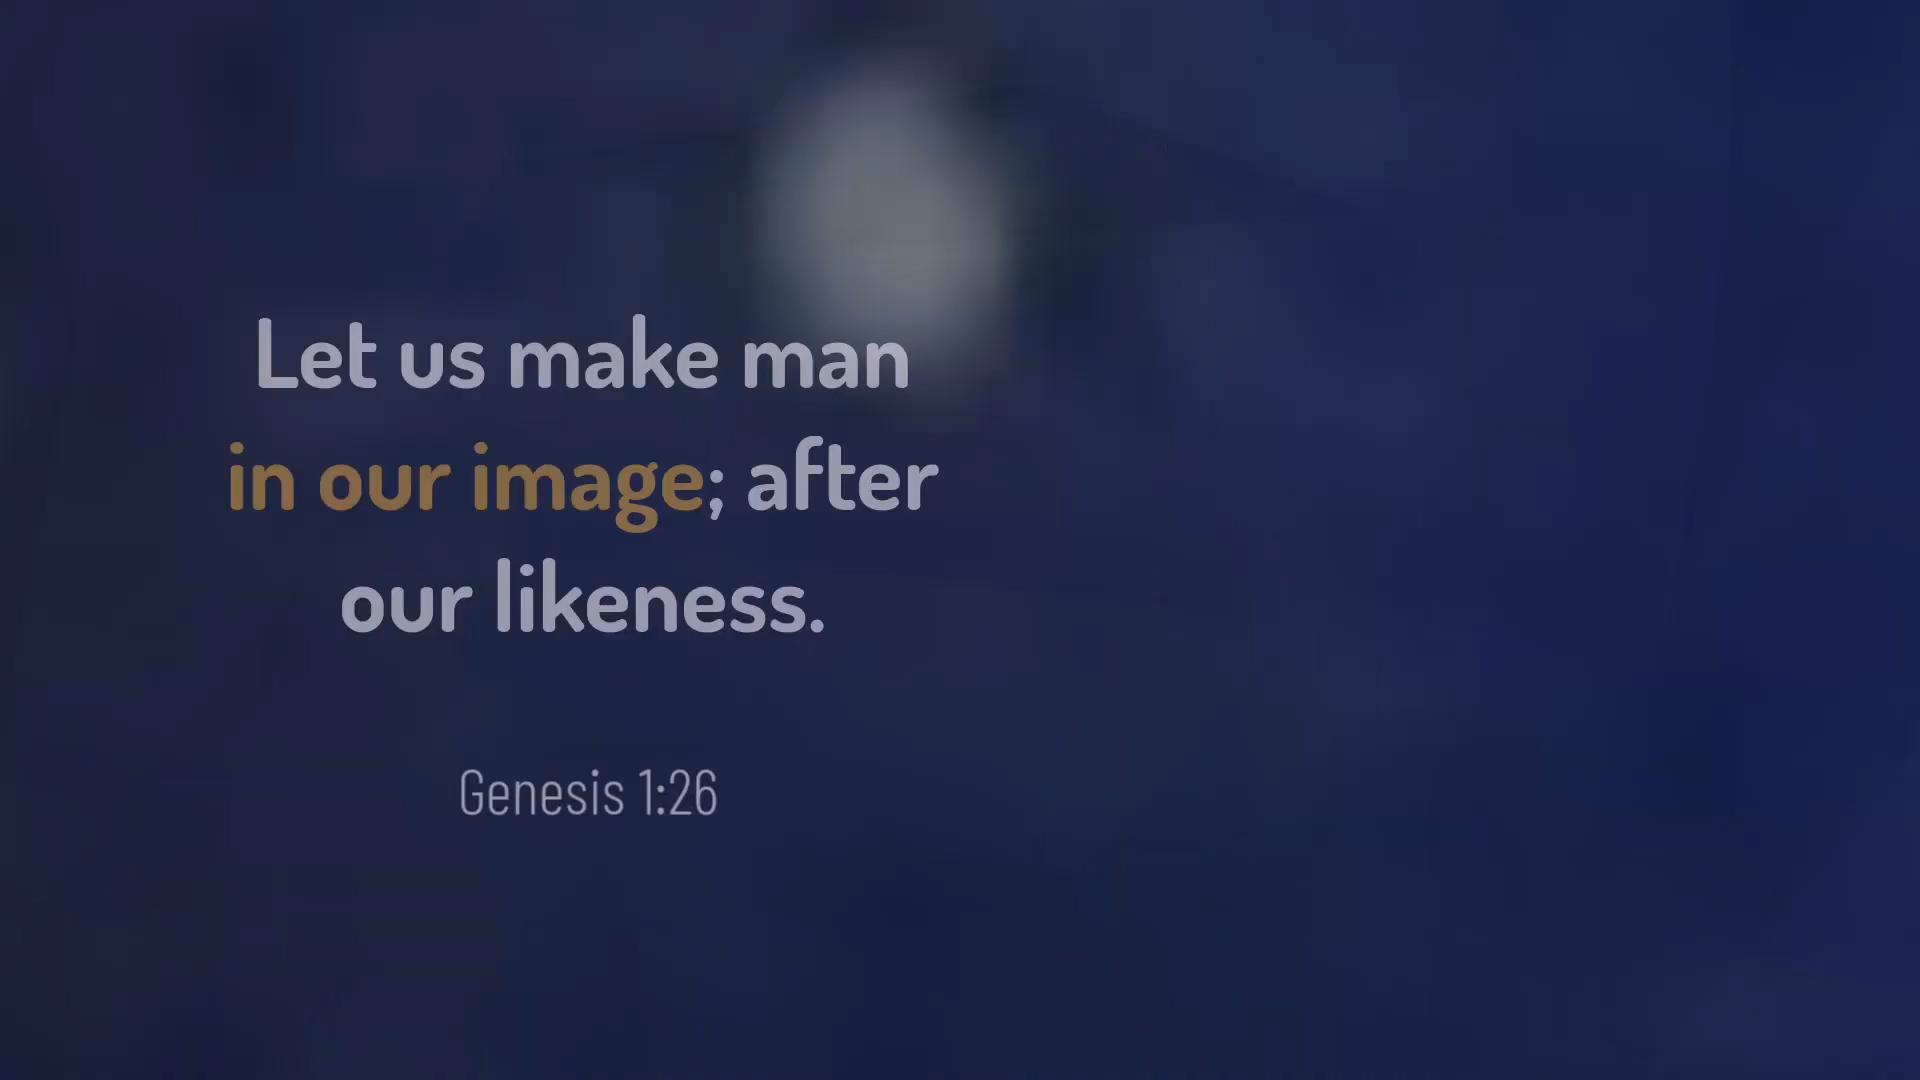 Let us make man
in our image; after
our likeness.
Genesis 1:26